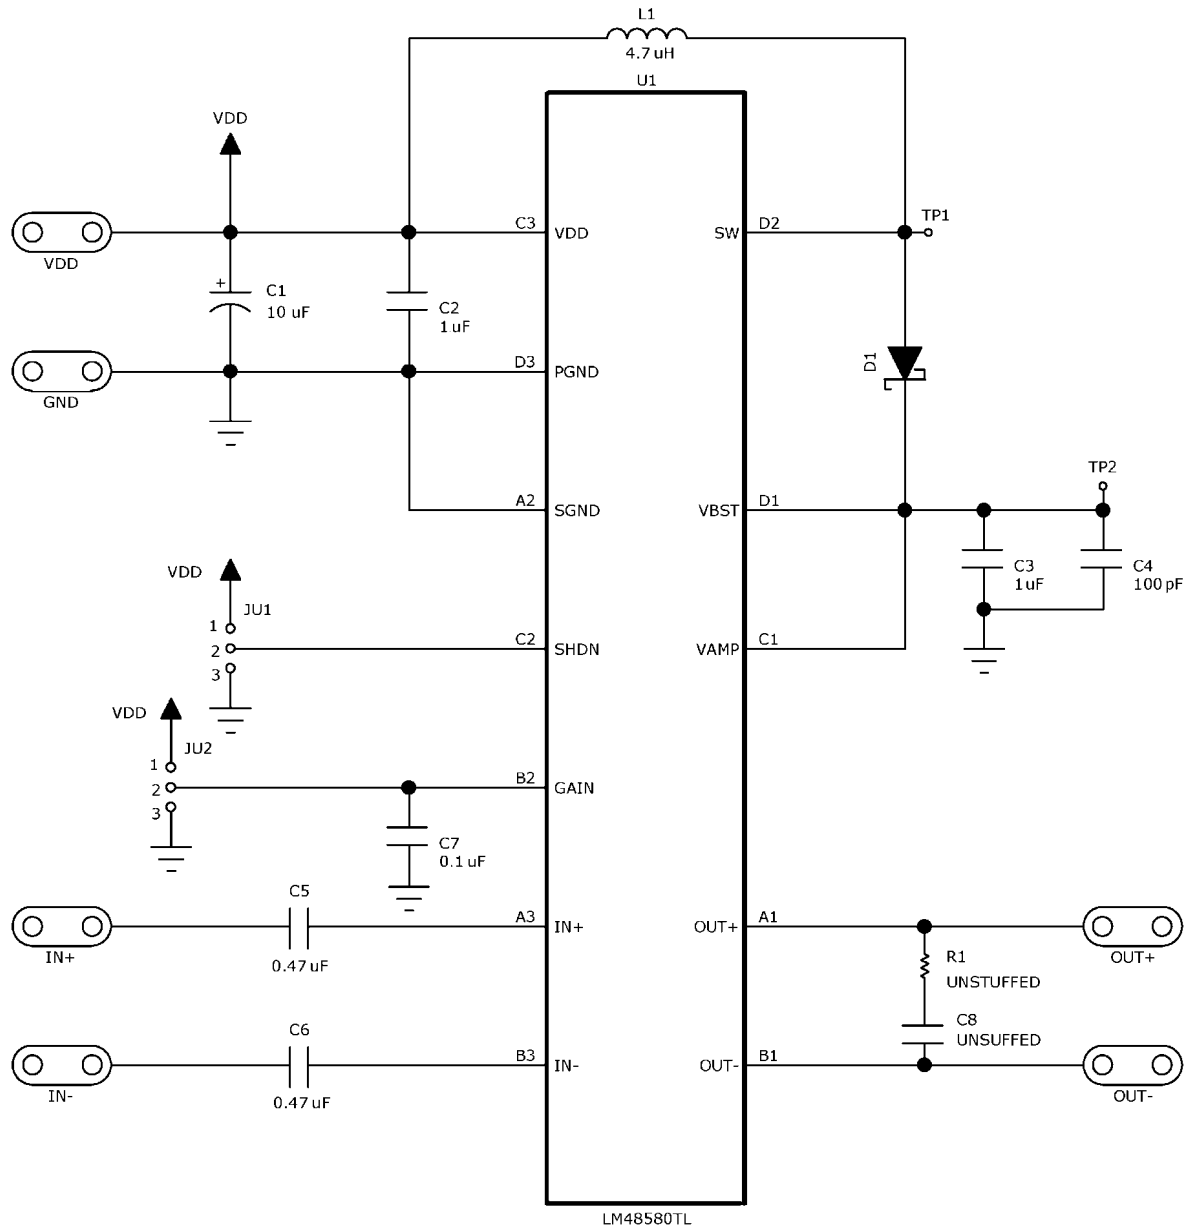 L1
4.7 uH
U1
VDD
C3
VDD
SW
D2
TP1
VDD
+
C1
10 uF
C2
1 uF
D3
PGND
D1
GND
TP2
A2
SGND
VBST
D1
C3
1 uF
C4
100 pF
VDD
JU1
1
2
3
C2
SHDN
VAMP
C1
VDD
JU2
1
2
3
B2
GAIN
C7
0.1 uF
C5
0.47 uF
IN+
A3
IN+
OUT+
A1
R1
UNSTUFFED
OUT+
C6
0.47 uF
IN-
B3
IN-
OUT-
B1
C8
UNSUFFED
OUT-
LM48580TL